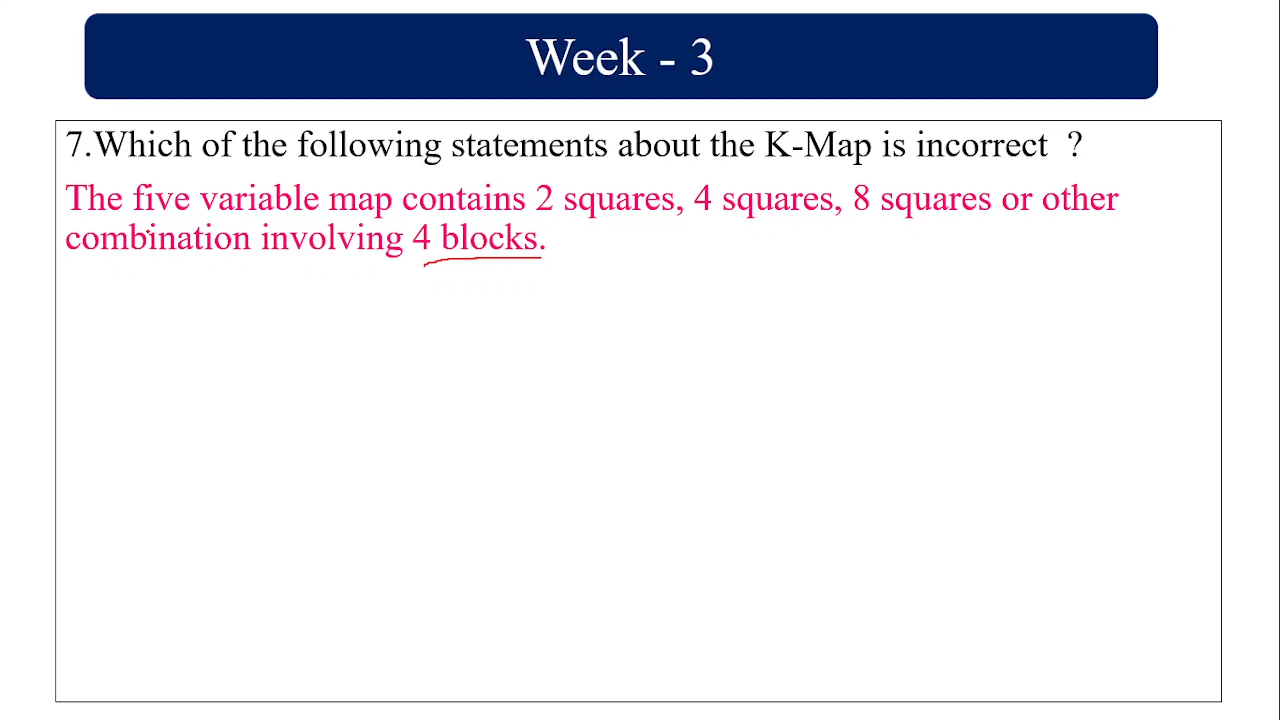 Week - 3
7.Which of the following statements about the K-Map is incorrect ?
The five variable map contains 2 squares, 4 squares, 8 squares or other
combination involving 4 blocks.